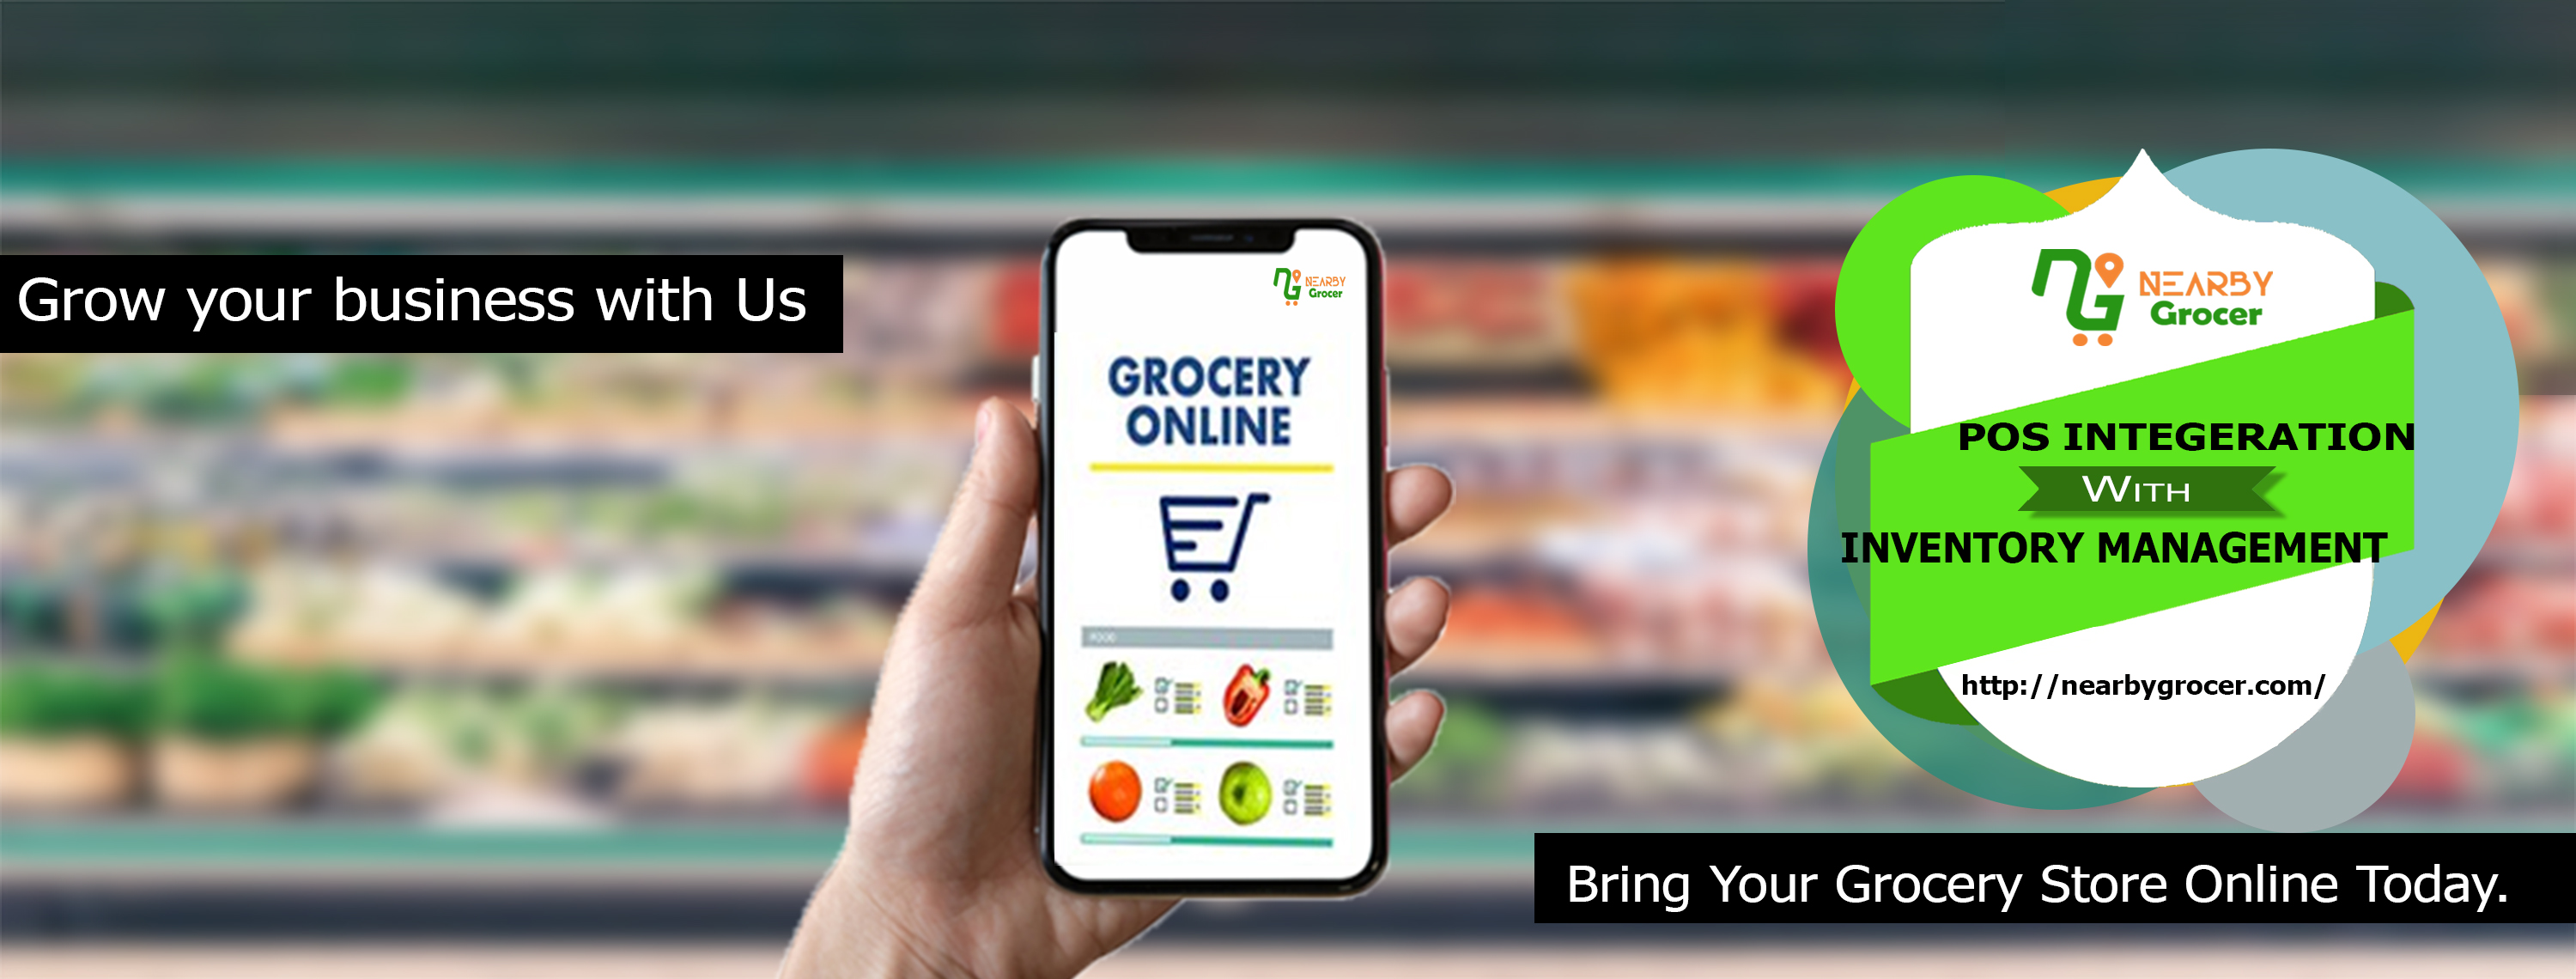 Grow your business with Us
NEARBY
Grocer
GROCERY
ONLINE
FOOD
NEARBY
Grocer
POS INTEGERATION
WITH
INVENTORY MANAGEMENT
http://nearbygrocer.com/
Bring Your Grocery Store Online Today.